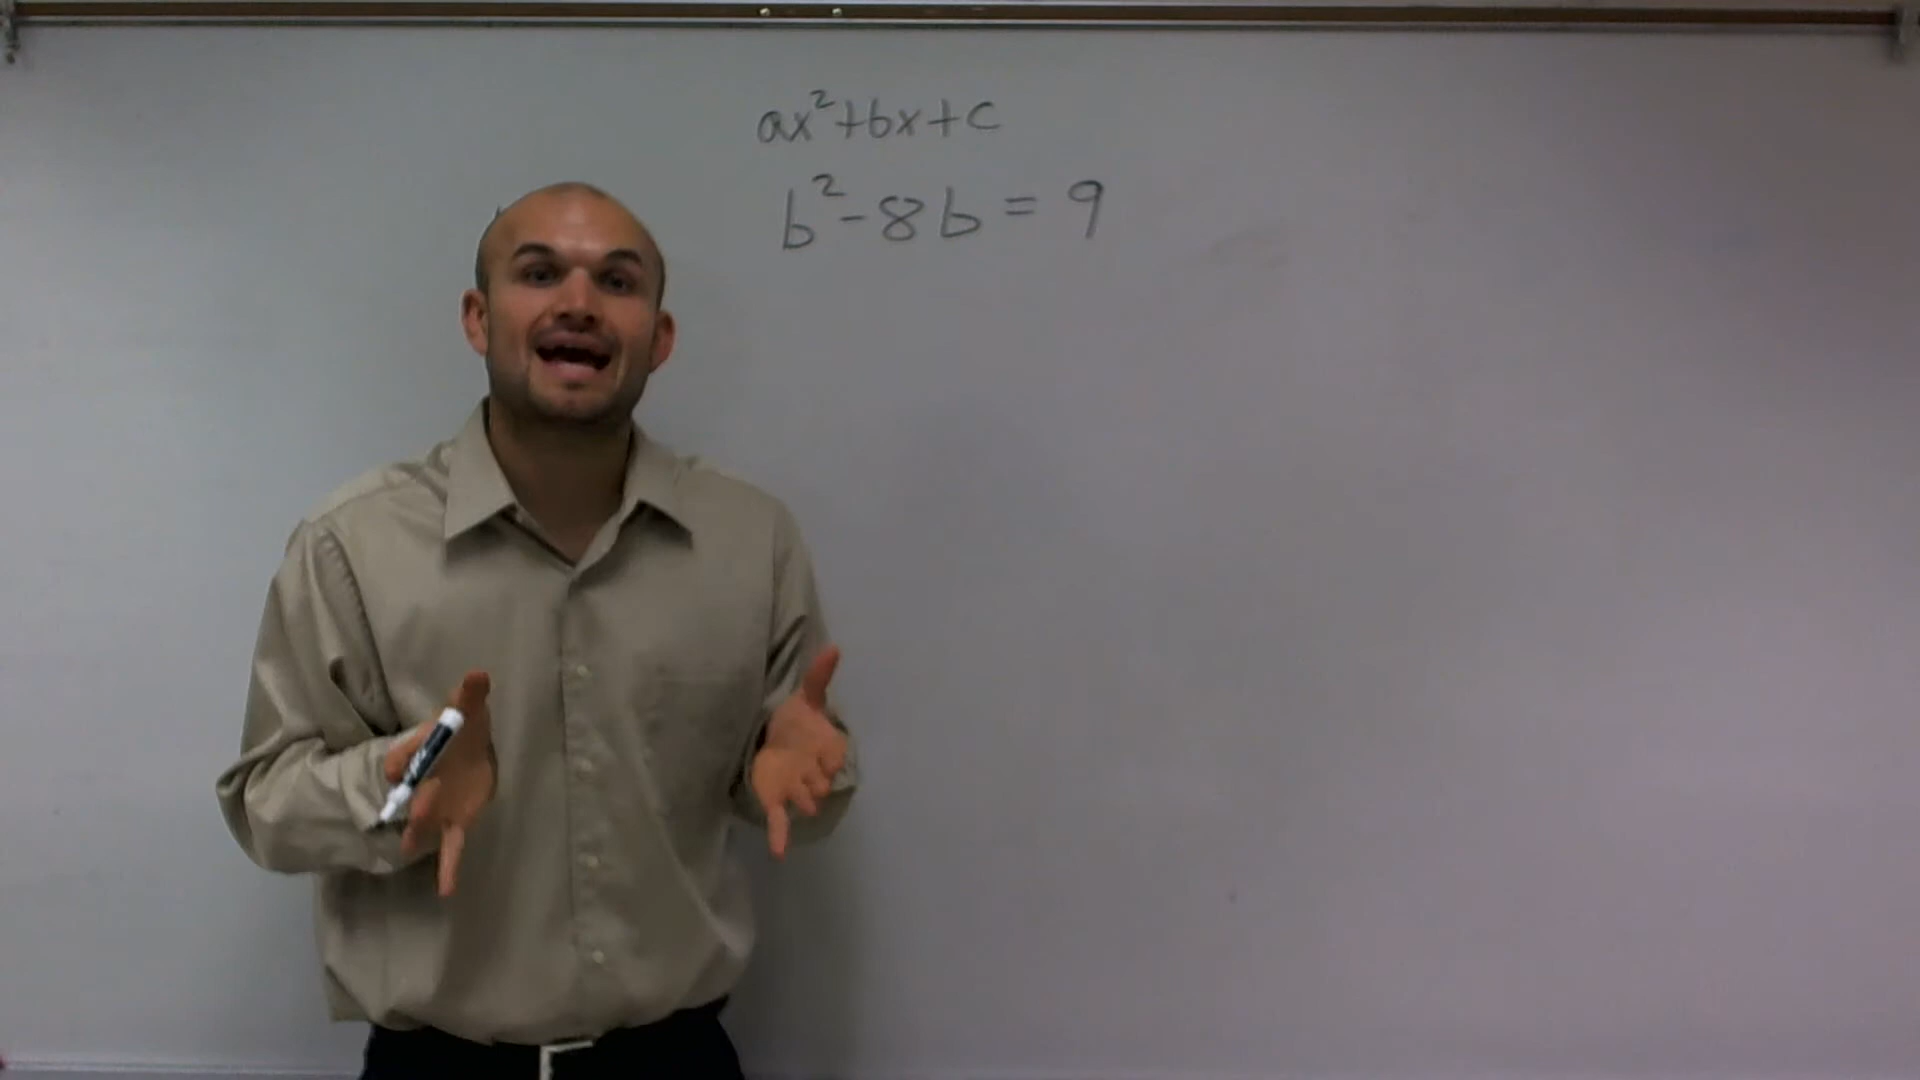 ax²+bx+c
b²-8b = 9